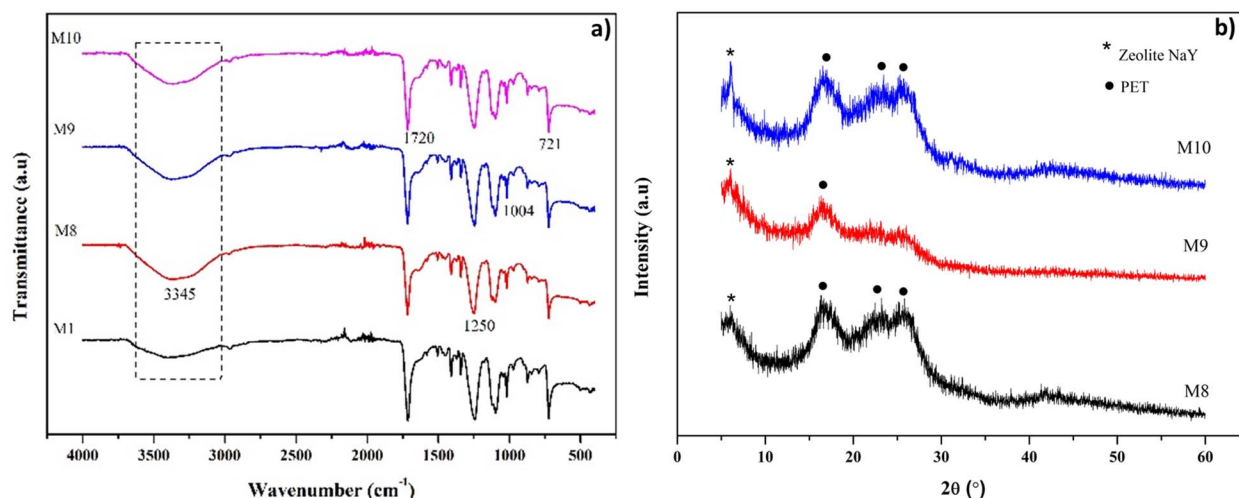 a)
M10
M9
M8
M1
1720
721
1004
3345
1250
Transmittance (a.u)
4000 3500 3000 2500 2000 1500 1000 500
Wavenumber (cm⁻¹)
b)
* Zeolite NaY
● PET
* ● ● ●
M10
* ●
M9
* ● ● ●
M8
Intensity (a.u)
0 10 20 30 40 50 60
2θ (°)